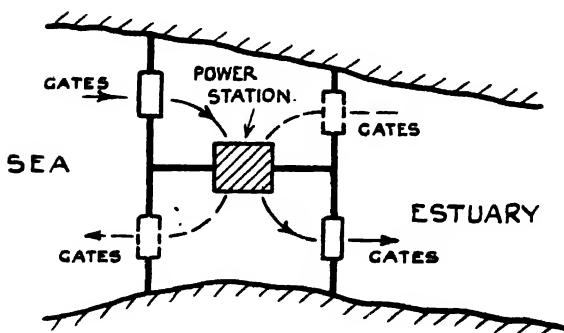 POWER
STATION.
GATES
GATES
SEA
ESTUARY
GATES
GATES